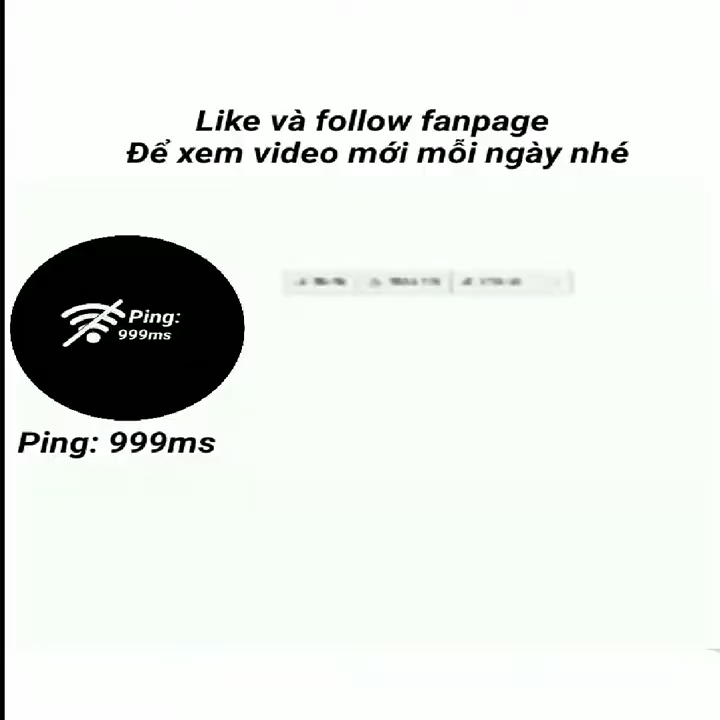 Like và follow fanpage
Để xem video mới mỗi ngày nhé
Ping:
999ms
Ping: 999ms